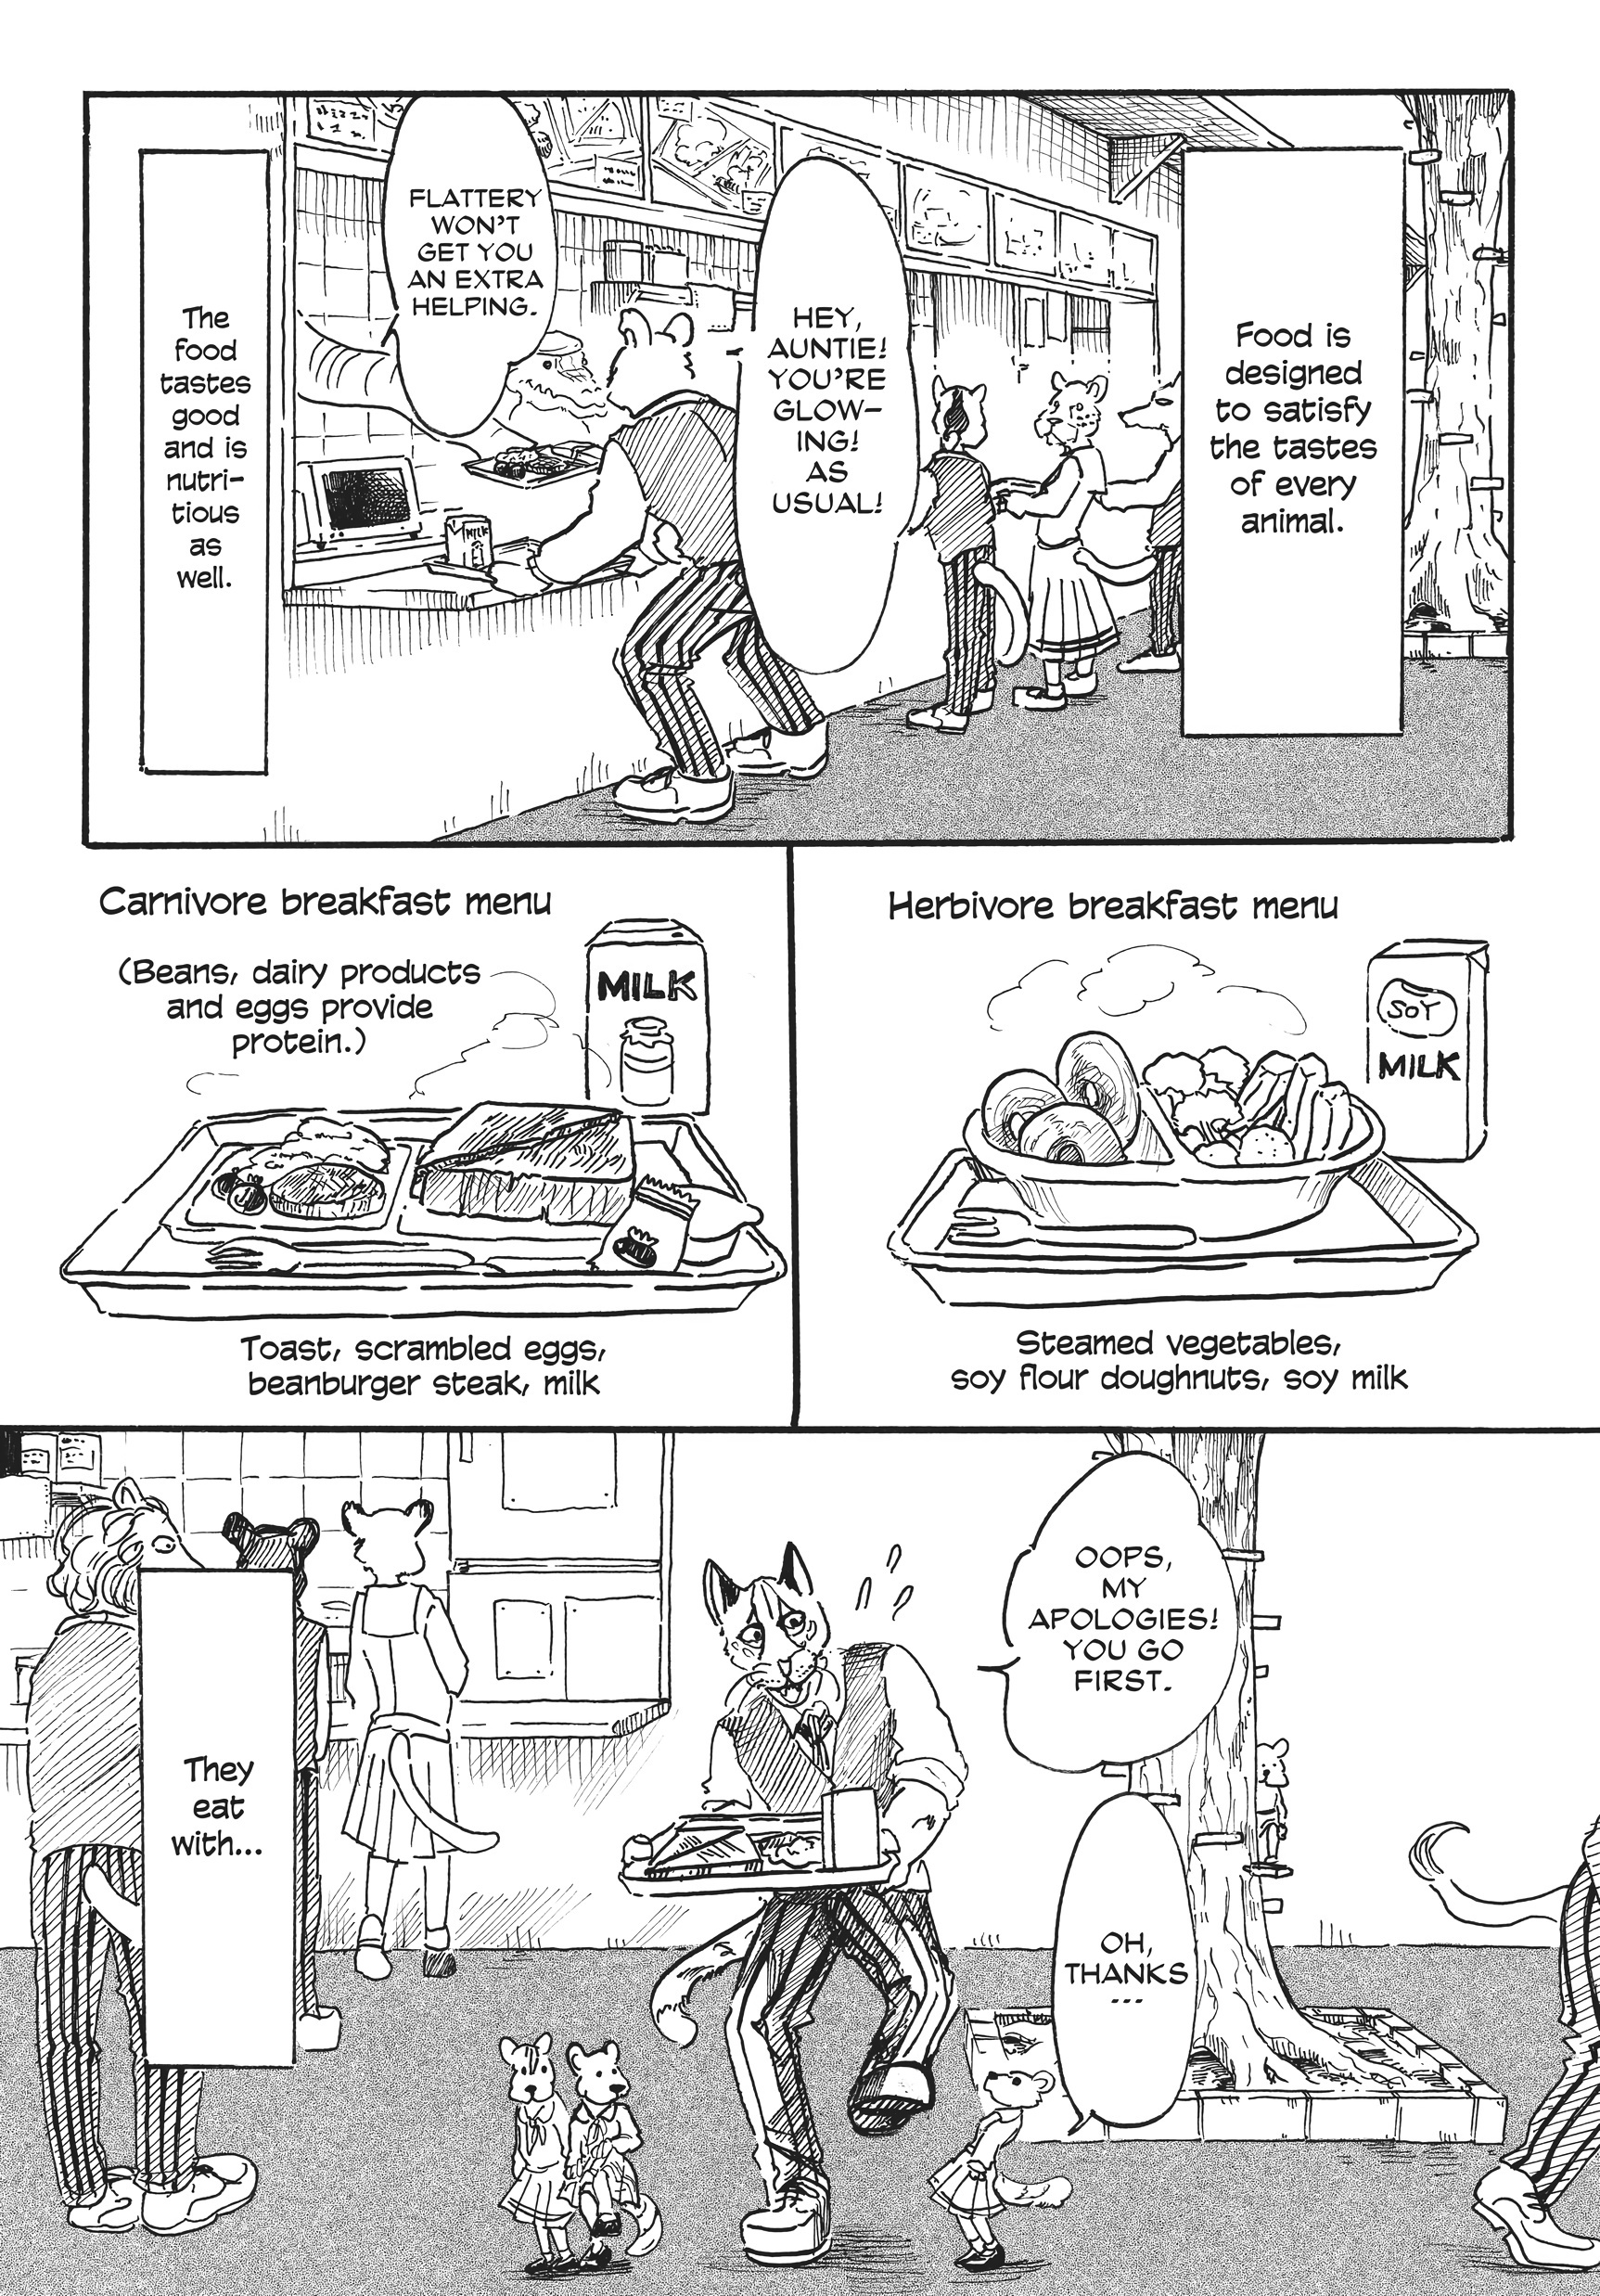 Food is
designed
to satisfy
the tastes
of every
animal.
HEY,
AUNTIE!
YOU'RE
GLOW-
ING!
AS
USUAL!
FLATTERY
WON'T
GET YOU
AN EXTRA
HELPING.
MILK
The
food
tastes
good
and is
nutri-
tious
as
well.
Herbivore breakfast menu
SOY
MILK
Steamed vegetables,
soy flour doughnuts, soy milk
Carnivore breakfast menu
(Beans, dairy products
and eggs provide
protein.)
MILK
Toast, scrambled eggs,
beanburger steak, milk
OOPS,
MY
APOLOGIES!
YOU GO
FIRST.
OH,
THANKS
...
They
eat
with...